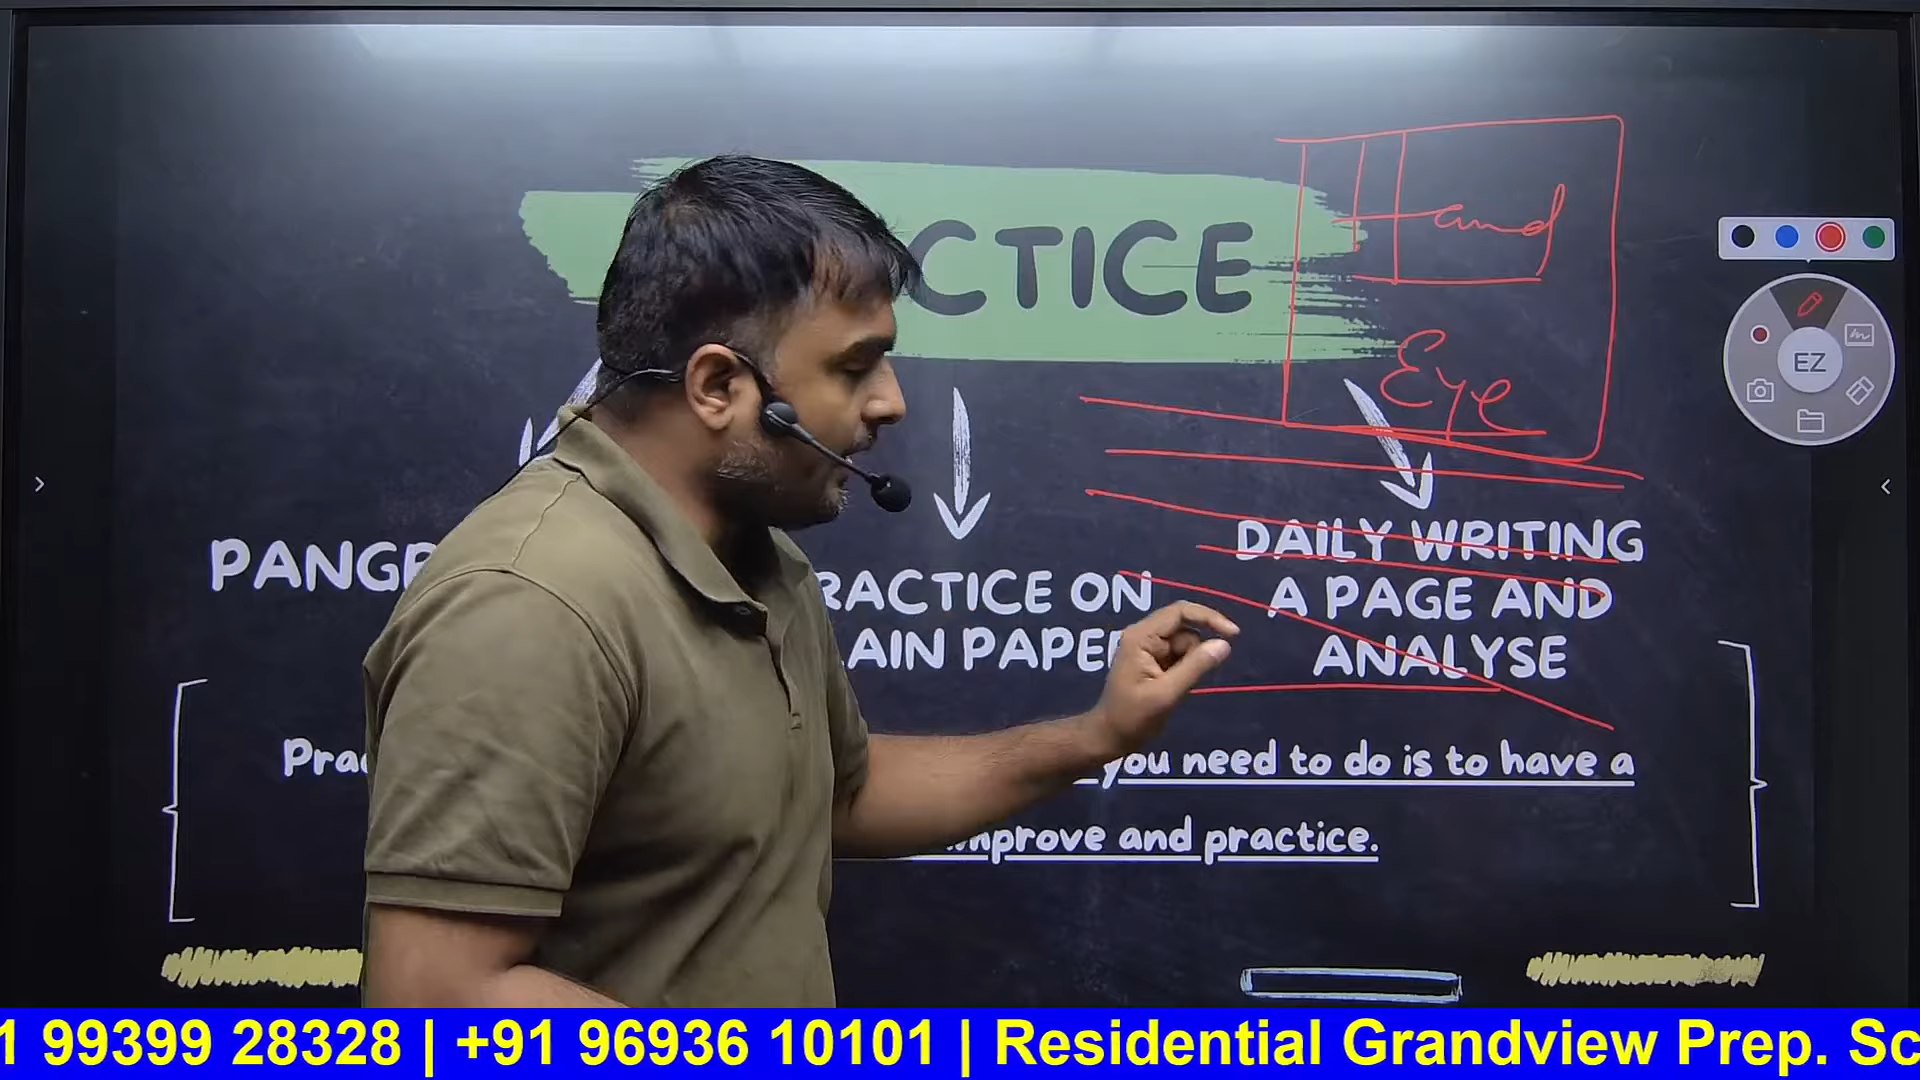 Hand
CTICE
Eye
EZ
DAILY WRITING
A PAGE AND
ANALYSE
PANG
RACTICE ON
AIN PAPE
you need to do is to have a
improve and practice.
1 99399 28328 | +91 96936 10101 | Residential Grandview Prep. Sc